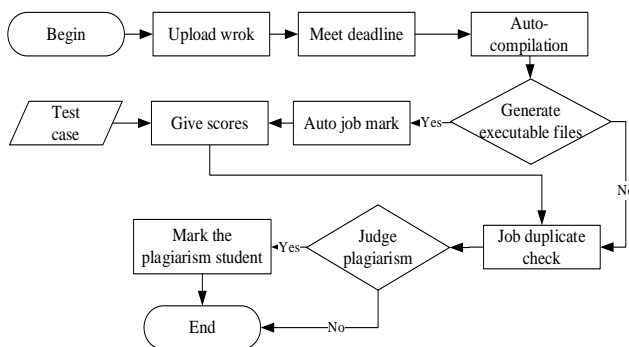 Begin
Upload wrok
Meet deadline
Auto-
compilation
Test
case
Give scores
Auto job mark
Yes
Generate
executable files
No
Mark the
plagiarism student
Yes
Judge
plagiarism
Job duplicate
check
End
No